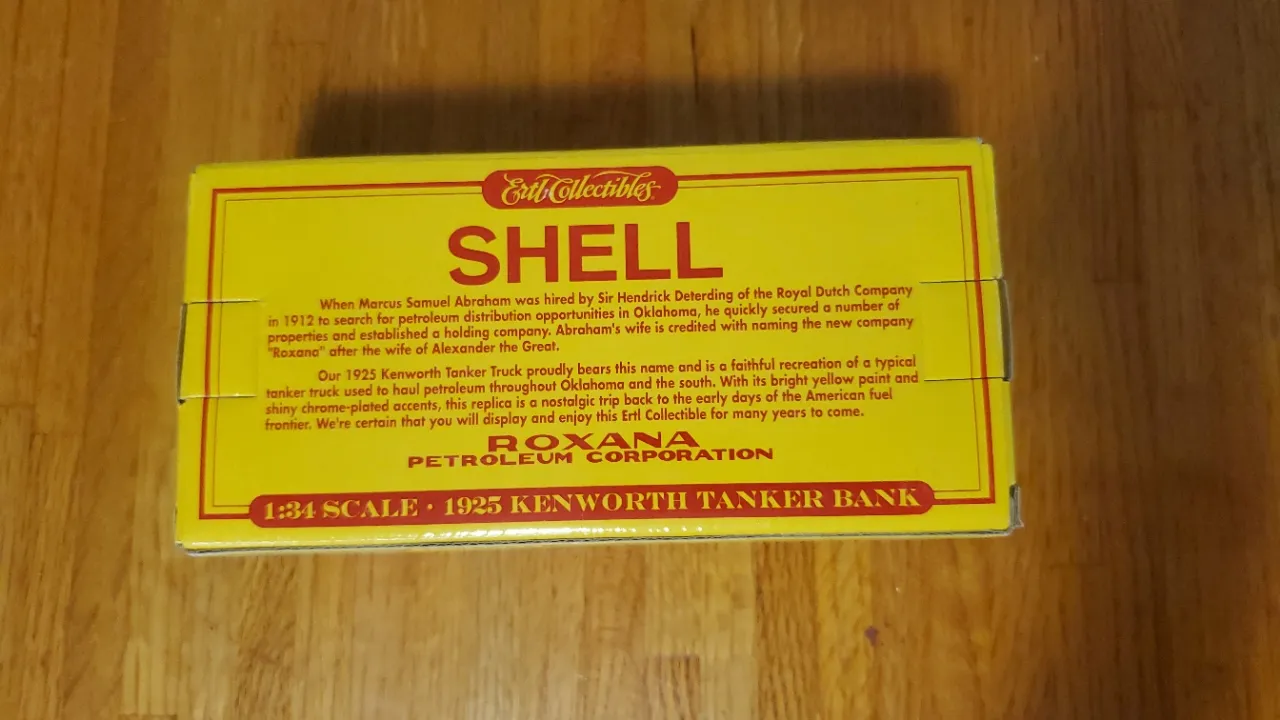 Ertl Collectibles
SHELL
When Marcus Samuel Abraham was hired by Sir Hendrick Deterding of the Royal Dutch Company
in 1912 to search for petroleum distribution opportunities in Oklahoma, he quickly secured a number of
properties and established a holding company. Abraham's wife is credited with naming the new company
"Roxana" after the wife of Alexander the Great.
Our 1925 Kenworth Tanker Truck proudly bears this name and is a faithful recreation of a typical
tanker truck used to haul petroleum throughout Oklahoma and the south. With its bright yellow paint and
shiny chrome-plated accents, this replica is a nostalgic trip back to the early days of the American fuel
frontier. We're certain that you will display and enjoy this Ertl Collectible for many years to come.
ROXANA
PETROLEUM CORPORATION
1:34 SCALE · 1925 KENWORTH TANKER BANK